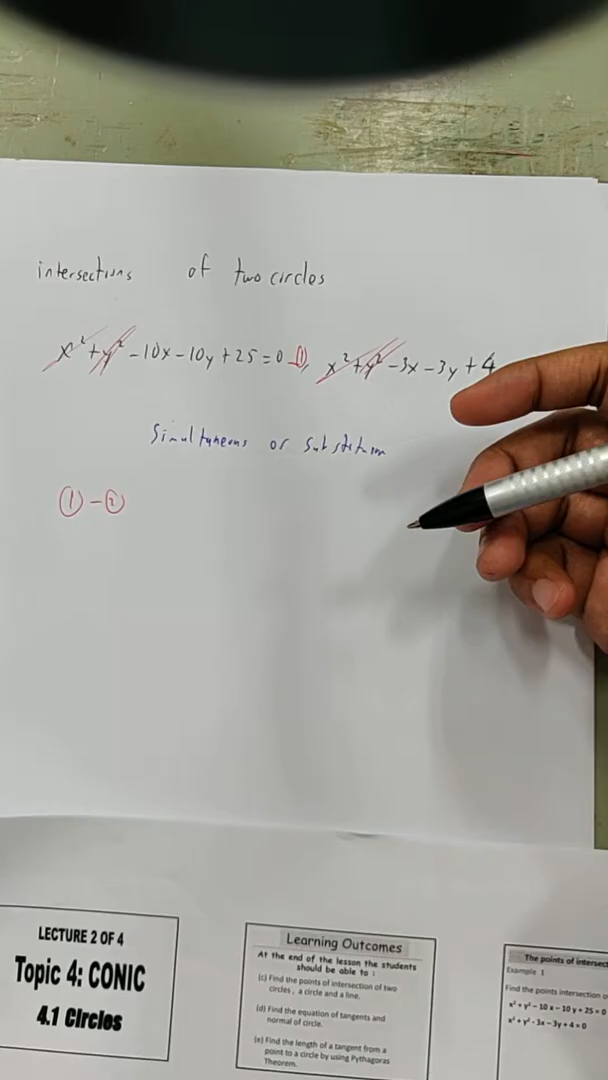 intersections of two circles
x² + y² - 10x - 10y + 25 = 0 -①, x² + y² - 3x - 3y + 4
Simultaneous or Substitution
① - ②
LECTURE 2 OF 4
Topic 4: CONIC
4.1 Circles
Learning Outcomes
At the end of the lesson the students
should be able to :
(c) Find the points of intersection of two
circles , a circle and a line.
(d) Find the equation of tangents and
normal of circle.
(e) Find the length of a tangent from a
point to a circle by using Pythagoras
Theorem.
The points of intersec
Example 1
Find the points intersection o
x² + y² - 10 x - 10 y + 25 = 0
x² + y² - 3x - 3y + 4 = 0